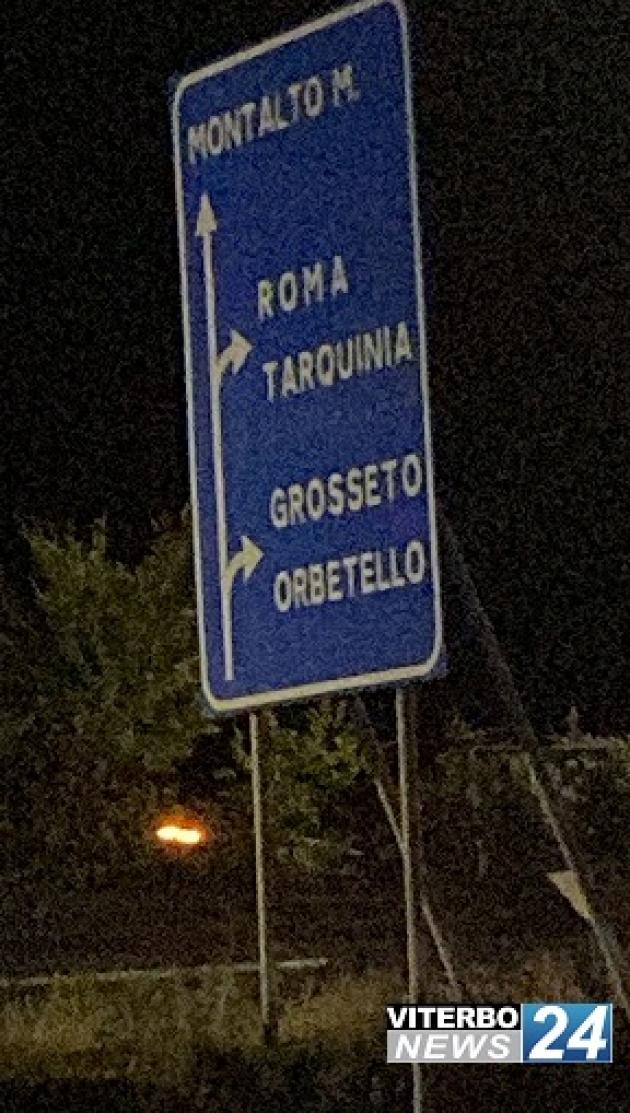 MONTALTO M.
ROMA
TARQUINIA
GROSSETO
ORBETELLO
VITERBO
NEWS 24